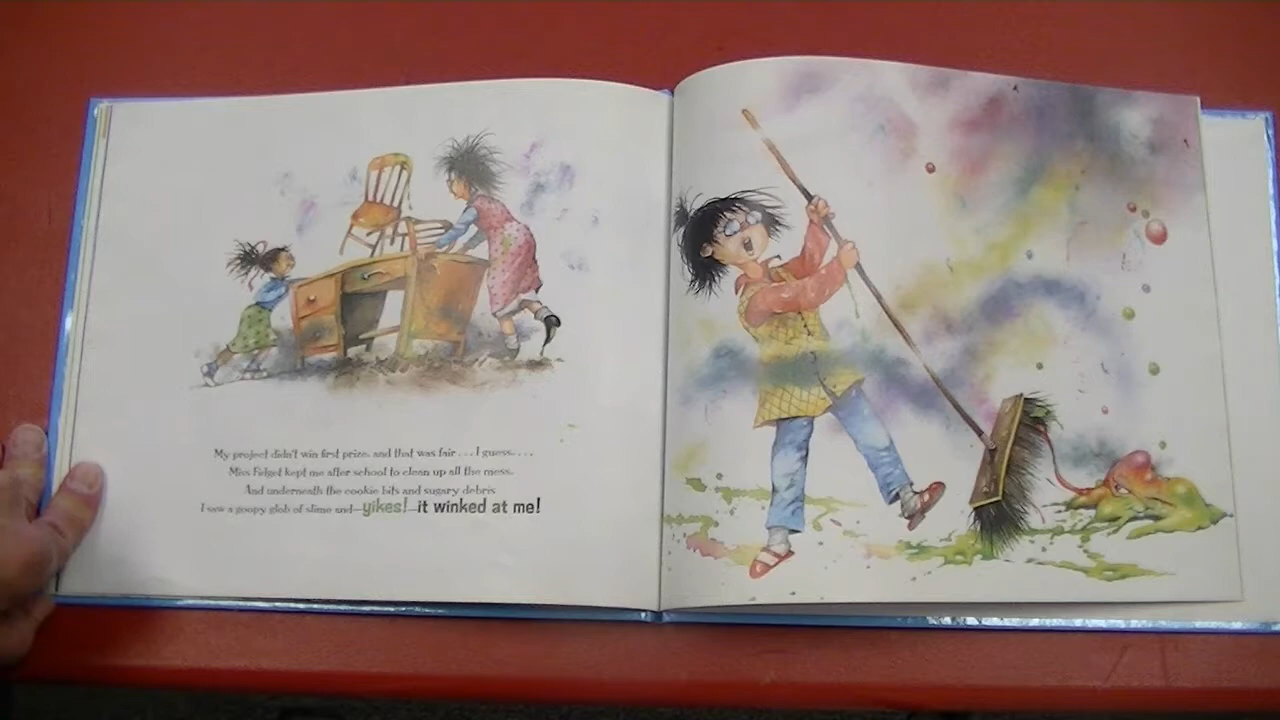 My project didn't win first prize, and that was fair . . . I guess. . . .
Miss Fidget kept me after school to clean up all the mess.
And underneath the cookie bits and sugary debris
I saw a goopy glob of slime and—yikes!—it winked at me!